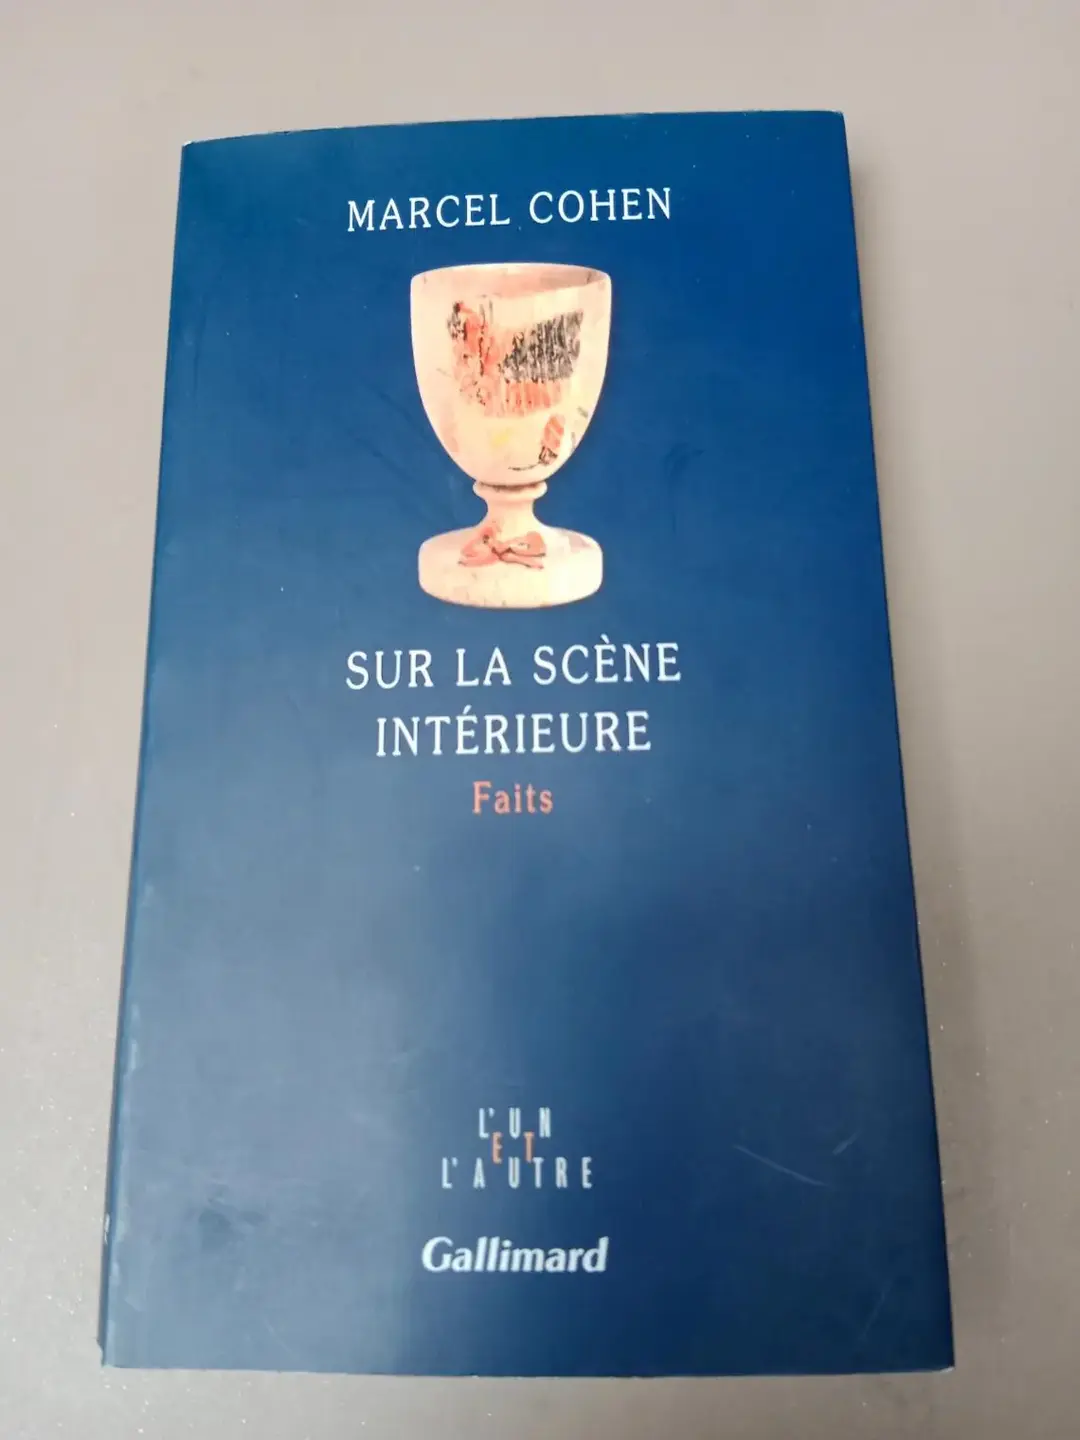 MARCEL COHEN
SUR LA SCÈNE
INTÉRIEURE
Faits
L'UN
ET
L'AUTRE
Gallimard